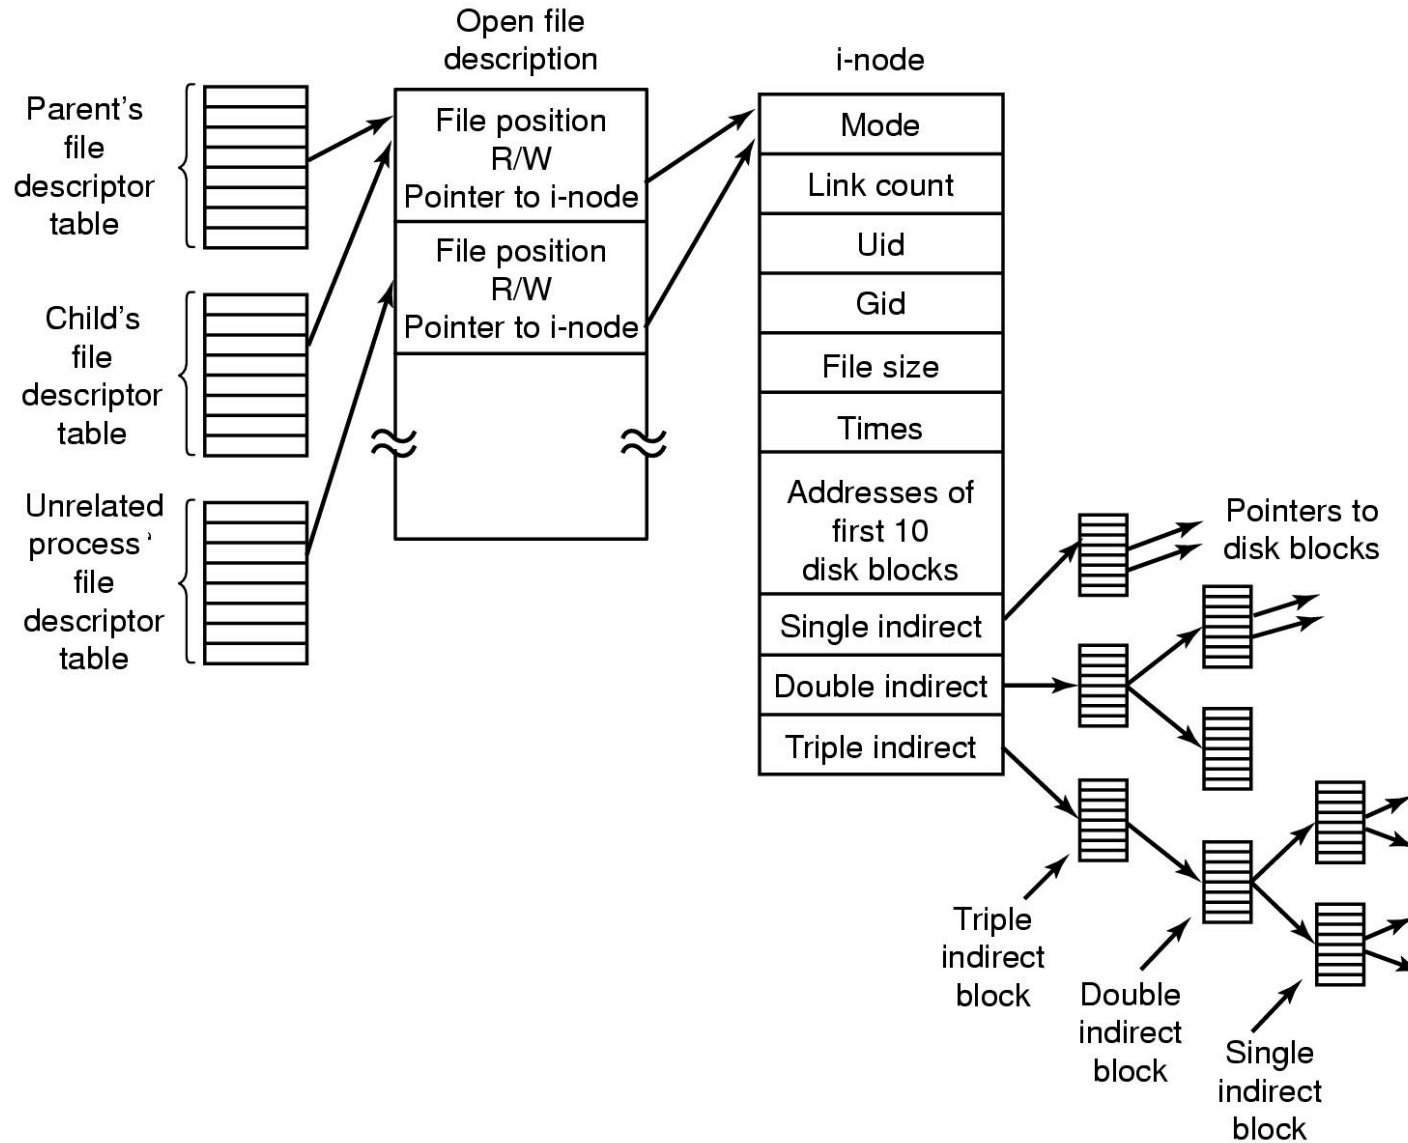 Open file
description
i-node
Parent's
file
descriptor
table
File position
R/W
Pointer to i-node
File position
R/W
Pointer to i-node
Child's
file
descriptor
table
Unrelated
process'
file
descriptor
table
Mode
Link count
Uid
Gid
File size
Times
Addresses of
first 10
disk blocks
Single indirect
Double indirect
Triple indirect
Pointers to
disk blocks
Triple
indirect
block
Double
indirect
block
Single
indirect
block